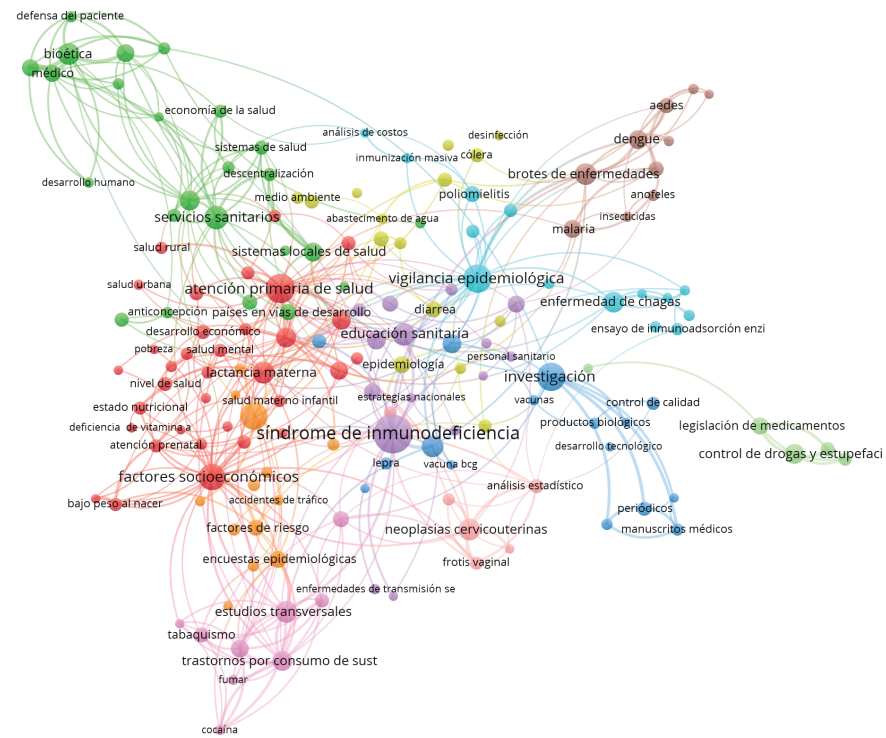 defensa del paciente
bioética
médico
aedes
economía de la salud
análisis de costos
desinfección
dengue
sistemas de salud
inmunización masiva
cólera
descentralización
brotes de enfermedades
desarrollo humano
medio ambiente
poliomielitis
anofeles
servicios sanitarios
abastecimiento de agua
insecticidas
malaria
salud rural
sistemas locales de salud
vigilancia epidemiológica
salud urbana
atención primaria de salud
enfermedad de chagas
anticoncepción
países en vías de desarrollo
diarrea
desarrollo económico
educación sanitaria
ensayo de inmunoadsorción enzi
pobreza
salud mental
epidemiología
personal sanitario
nivel de salud
lactancia materna
investigación
salud materno infantil
estrategias nacionales
vacunas
control de calidad
estado nutricional
productos biológicos
legislación de medicamentos
deficiencia de vitamina a
síndrome de inmunodeficiencia
atención prenatal
desarrollo tecnológico
control de drogas y estupefaci
lepra
vacuna bcg
factores socioeconómicos
análisis estadístico
bajo peso al nacer
accidentes de tráfico
periódicos
factores de riesgo
neoplasias cervicouterinas
manuscritos médicos
encuestas epidemiológicas
frotis vaginal
enfermedades de transmisión se
estudios transversales
tabaquismo
trastornos por consumo de sust
fumar
cocaína